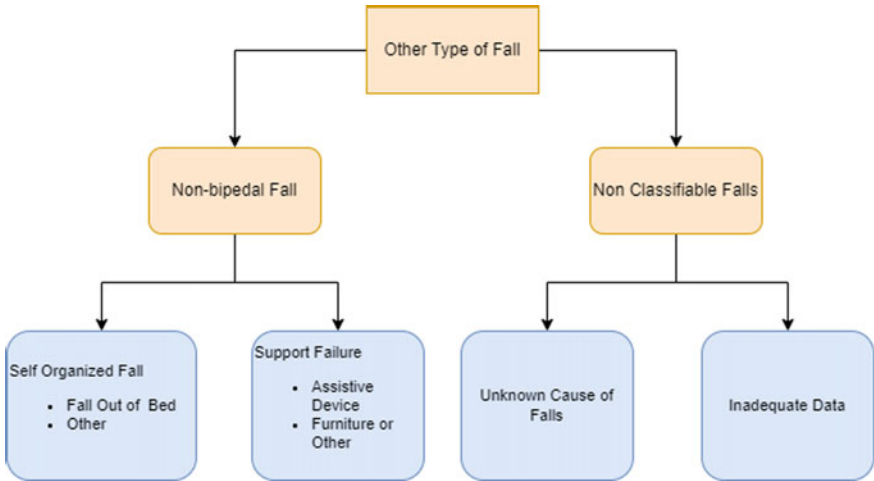 Other Type of Fall
Non-bipedal Fall
Non Classifiable Falls
Self Organized Fall
• Fall Out of Bed
• Other
Support Failure
• Assistive
Device
• Furniture or
Other
Unknown Cause of
Falls
Inadequate Data